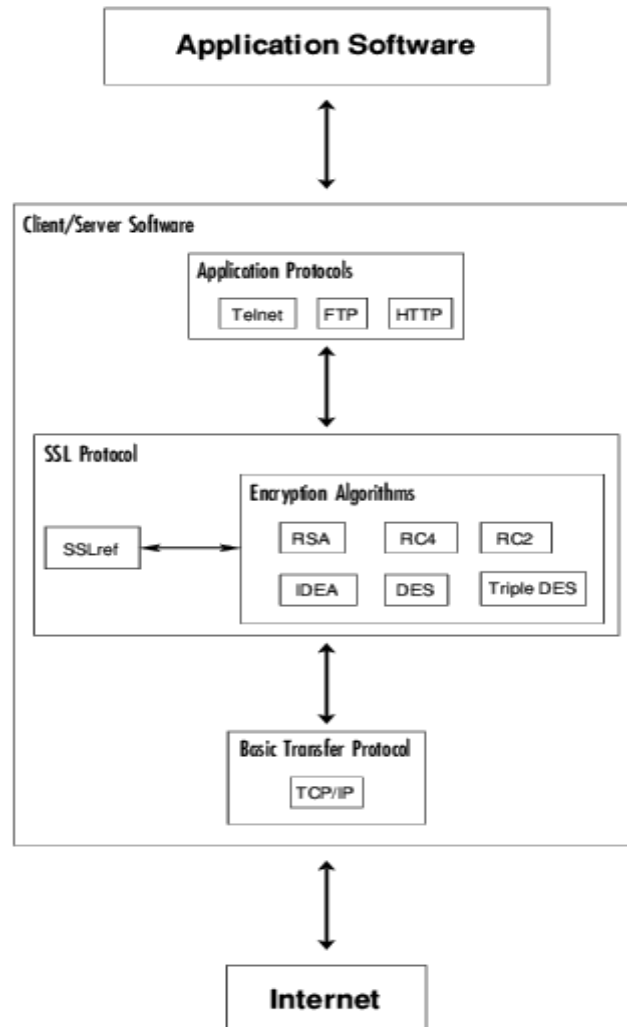 Application Software
Client/Server Software
Application Protocols
Telnet FTP HTTP
SSL Protocol
Encryption Algorithms
SSLref
RSA RC4 RC2
IDEA DES Triple DES
Basic Transfer Protocol
TCP/IP
Internet